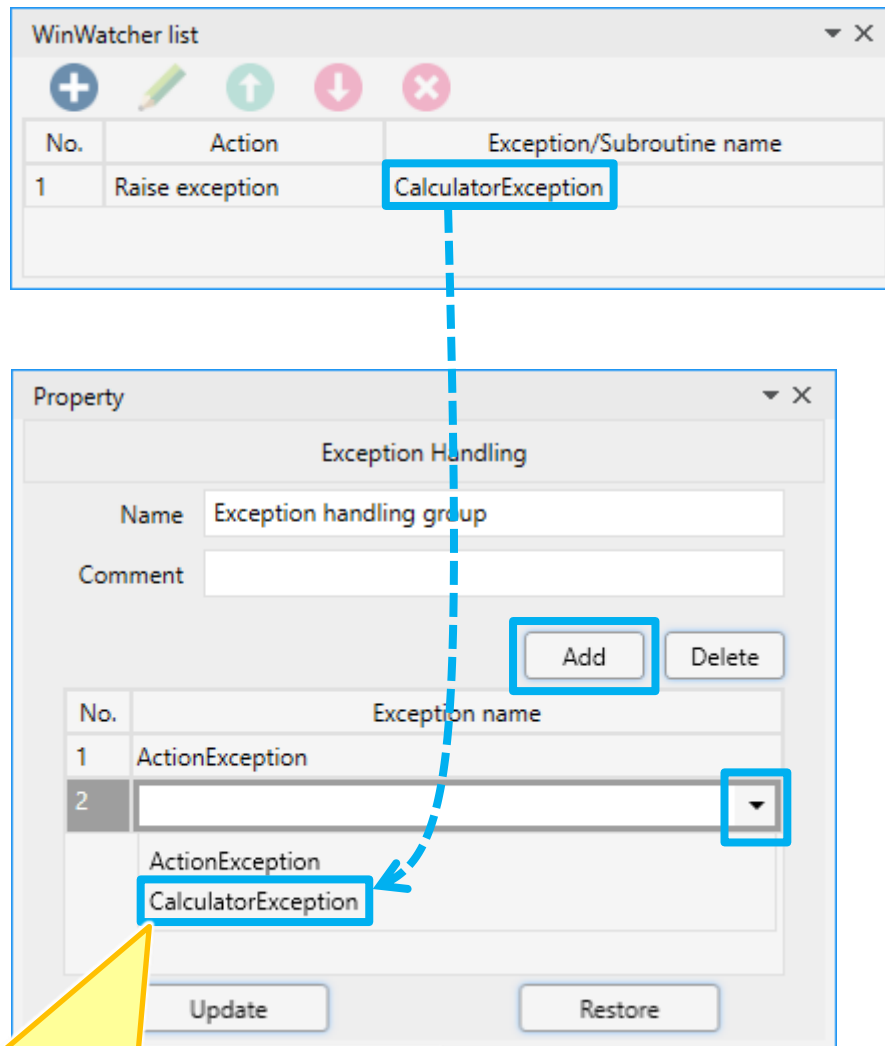 WinWatcher list
No. Action Exception/Subroutine name
1 Raise exception CalculatorException
Property
Exception Handling
Name Exception handling group
Comment
Add Delete
No. Exception name
1 ActionException
2
ActionException
CalculatorException
Update Restore